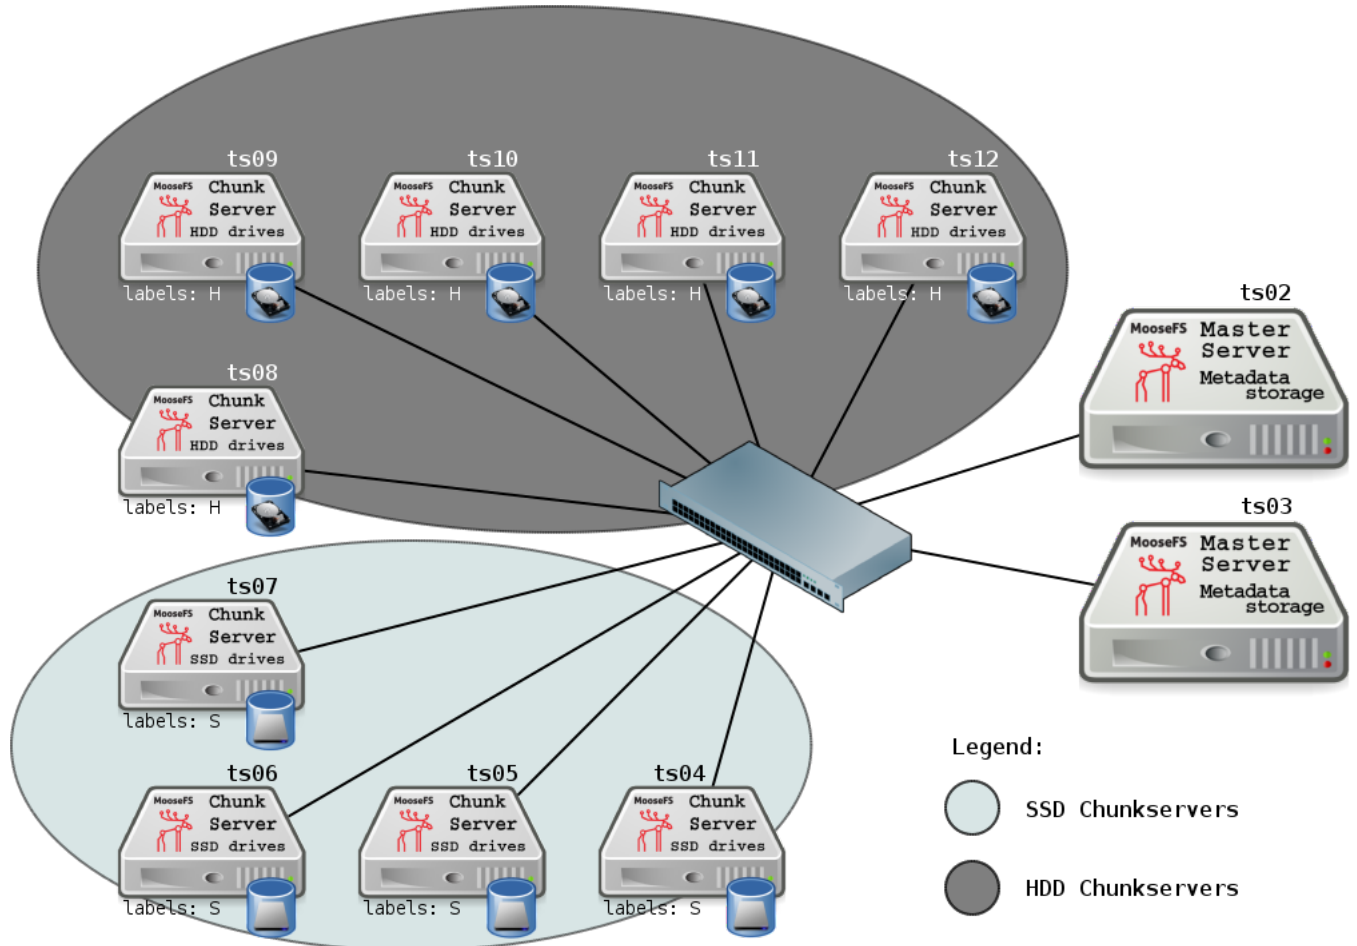 ts09
MooseFS Chunk
Server
HDD drives
labels: H
ts10
MooseFS Chunk
Server
HDD drives
labels: H
ts11
MooseFS Chunk
Server
HDD drives
labels: H
ts12
MooseFS Chunk
Server
HDD drives
labels: H
ts02
MooseFS Master
Server
Metadata
storage
ts08
MooseFS Chunk
Server
HDD drives
labels: H
ts03
MooseFS Master
Server
Metadata
storage
ts07
MooseFS Chunk
Server
SSD drives
labels: S
ts06
MooseFS Chunk
Server
SSD drives
labels: S
ts05
MooseFS Chunk
Server
SSD drives
labels: S
ts04
MooseFS Chunk
Server
SSD drives
labels: S
Legend:
SSD Chunkservers
HDD Chunkservers